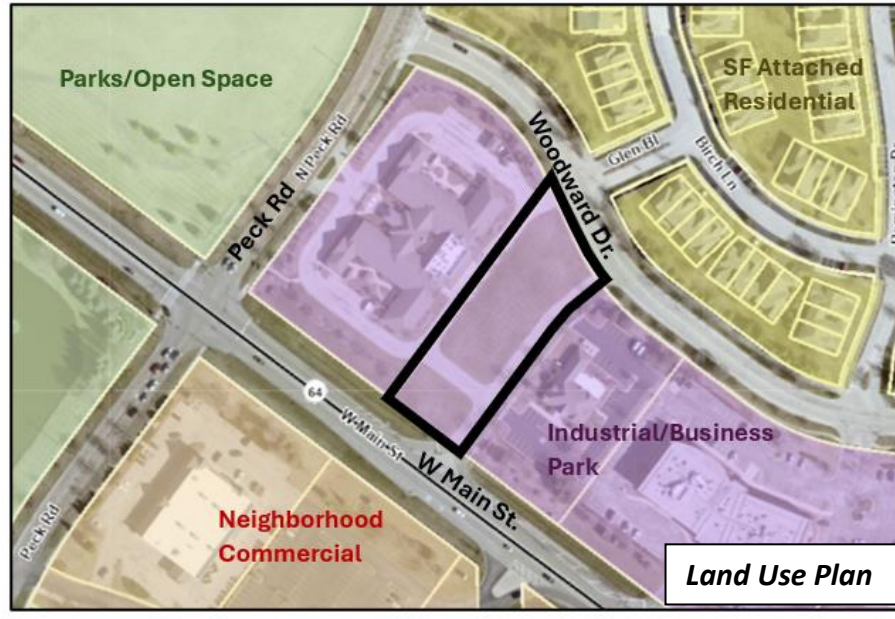 Parks/Open Space
SF Attached
Residential
N Peck Rd
Peck Rd
Woodward Dr.
Glen Bl
Birch Ln
64
W Main St
W Main St.
Industrial/Business
Park
Peck Rd
Neighborhood
Commercial
Land Use Plan